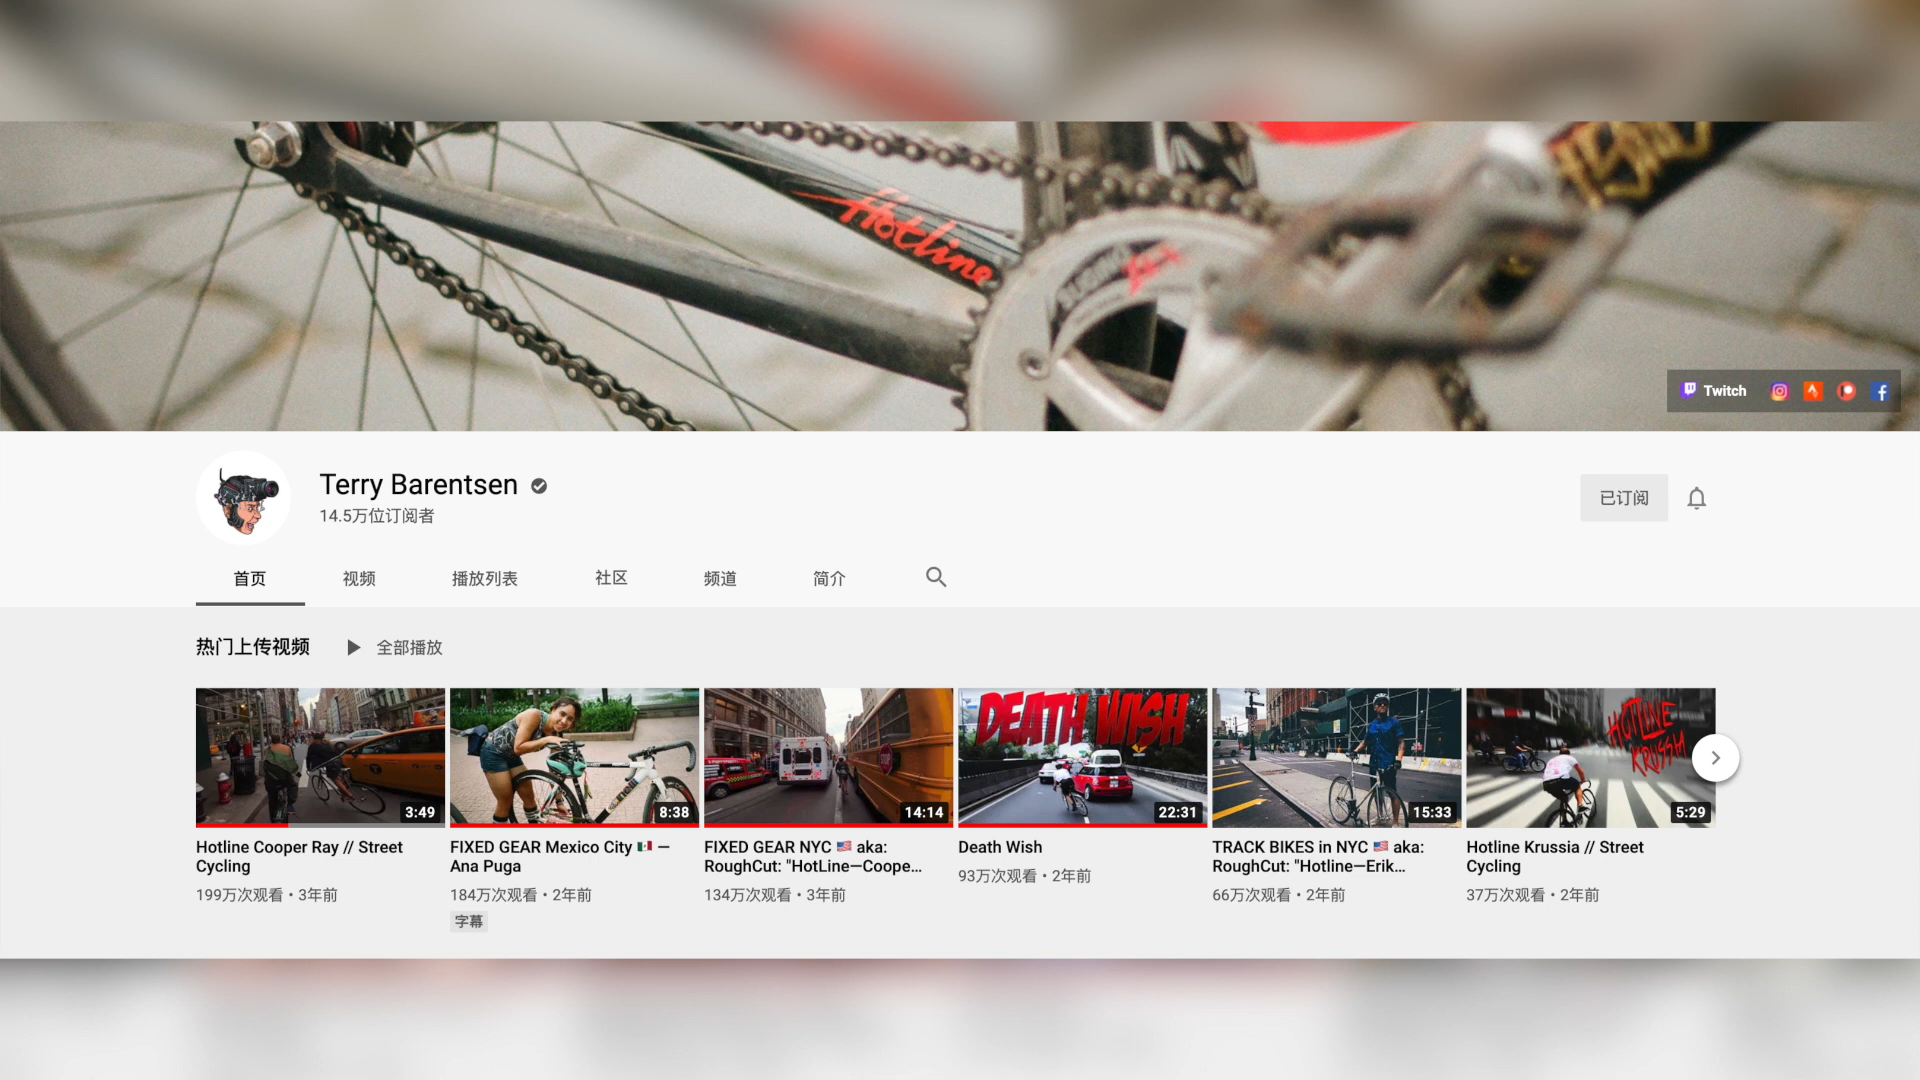 Hotline
SUGINO
Twitch
Terry Barentsen
14.5万位订阅者
已订阅
首页
视频
播放列表
社区
频道
简介
热门上传视频
全部播放
3:49
8:38
14:14
DEATH WISH
22:31
15:33
HOTLINE
KRUSSIA
5:29
Hotline Cooper Ray // Street
Cycling
199万次观看 • 3年前
FIXED GEAR Mexico City 🇲🇽 —
Ana Puga
184万次观看 • 2年前
字幕
FIXED GEAR NYC 🇺🇸 aka:
RoughCut: "HotLine—Coope...
134万次观看 • 3年前
Death Wish
93万次观看 • 2年前
TRACK BIKES in NYC 🇺🇸 aka:
RoughCut: "Hotline—Erik...
66万次观看 • 2年前
Hotline Krussia // Street
Cycling
37万次观看 • 2年前